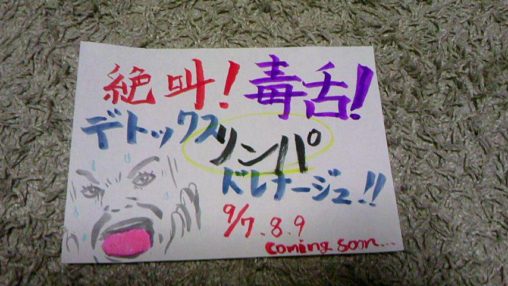 絶叫！毒舌！
デトックス
リンパ
ドレナージュ!!
9/7.8.9
coming soon...